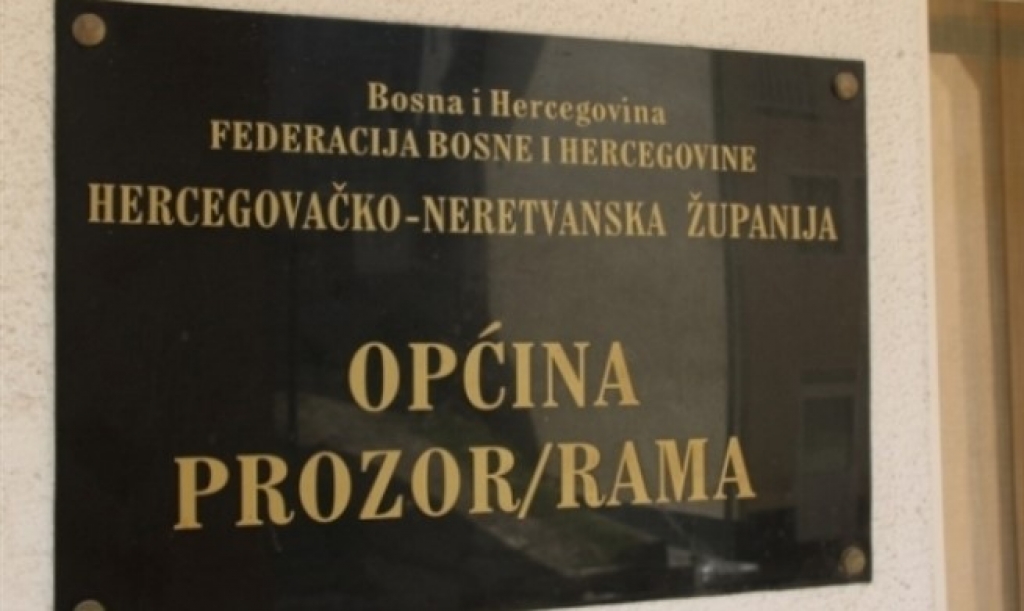 Bosna i Hercegovina
FEDERACIJA BOSNE I HERCEGOVINE
HERCEGOVAČKO-NERETVANSKA ŽUPANIJA
OPĆINA
PROZOR/RAMA